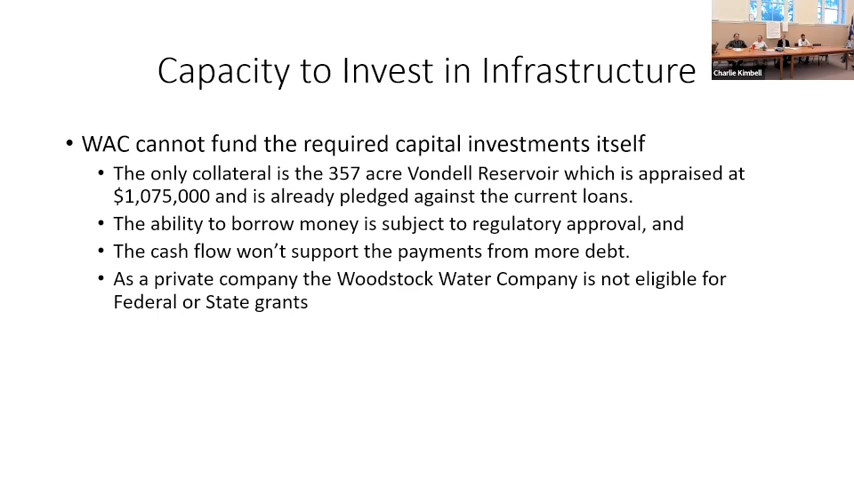 Capacity to Invest in Infrastructure
Charlie Kimbell
• WAC cannot fund the required capital investments itself
• The only collateral is the 357 acre Vondell Reservoir which is appraised at
$1,075,000 and is already pledged against the current loans.
• The ability to borrow money is subject to regulatory approval, and
• The cash flow won’t support the payments from more debt.
• As a private company the Woodstock Water Company is not eligible for
Federal or State grants